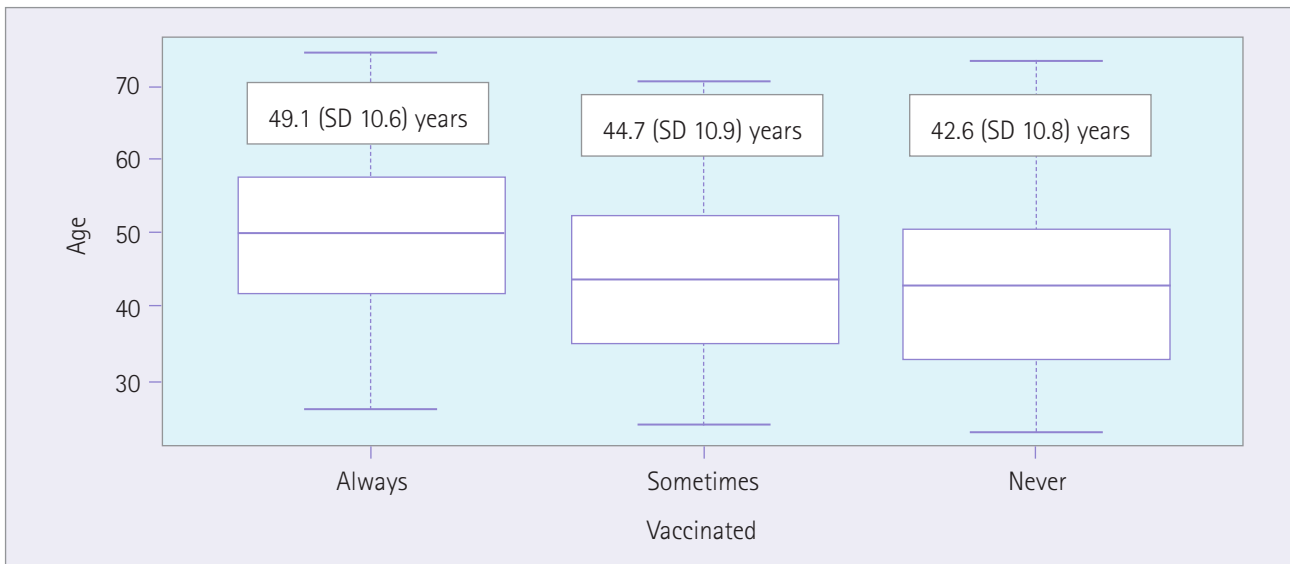 70
60
50
40
30
Age
49.1 (SD 10.6) years
44.7 (SD 10.9) years
42.6 (SD 10.8) years
Always
Sometimes
Never
Vaccinated